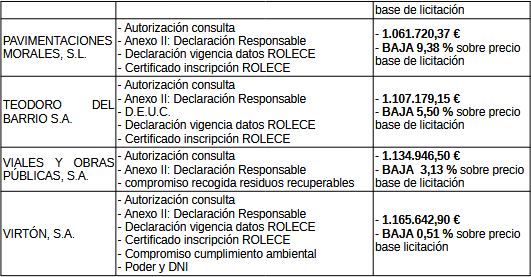 base de licitación
PAVIMENTACIONES MORALES, S.L.
- Autorización consulta
- Anexo II: Declaración Responsable
- Declaración vigencia datos ROLECE
- Certificado inscripción ROLECE
- 1.061.720,37 €
- BAJA 9,38 % sobre precio
base de licitación
TEODORO DEL
BARRIO S.A.
- Autorización consulta
- Anexo II: Declaración Responsable
- D.E.U.C.
- Declaración vigencia datos ROLECE
- Certificado inscripción ROLECE
- 1.107.179,15 €
- BAJA 5,50 % sobre precio
base de licitación
VIALES Y OBRAS
PÚBLICAS, S.A.
- Autorización consulta
- Anexo II: Declaración Responsable
- compromiso recogida residuos recuperables
- 1.134.946,50 €
- BAJA 3,13 % sobre precio
base de licitación
VIRTÓN, S.A.
- Autorización consulta
- Anexo II: Declaración Responsable
- Declaración vigencia datos ROLECE
- Certificado inscripción ROLECE
- Compromiso cumplimiento ambiental
- Poder y DNI
- 1.165.642,90 €
- BAJA 0,51 % sobre precio
base licitación